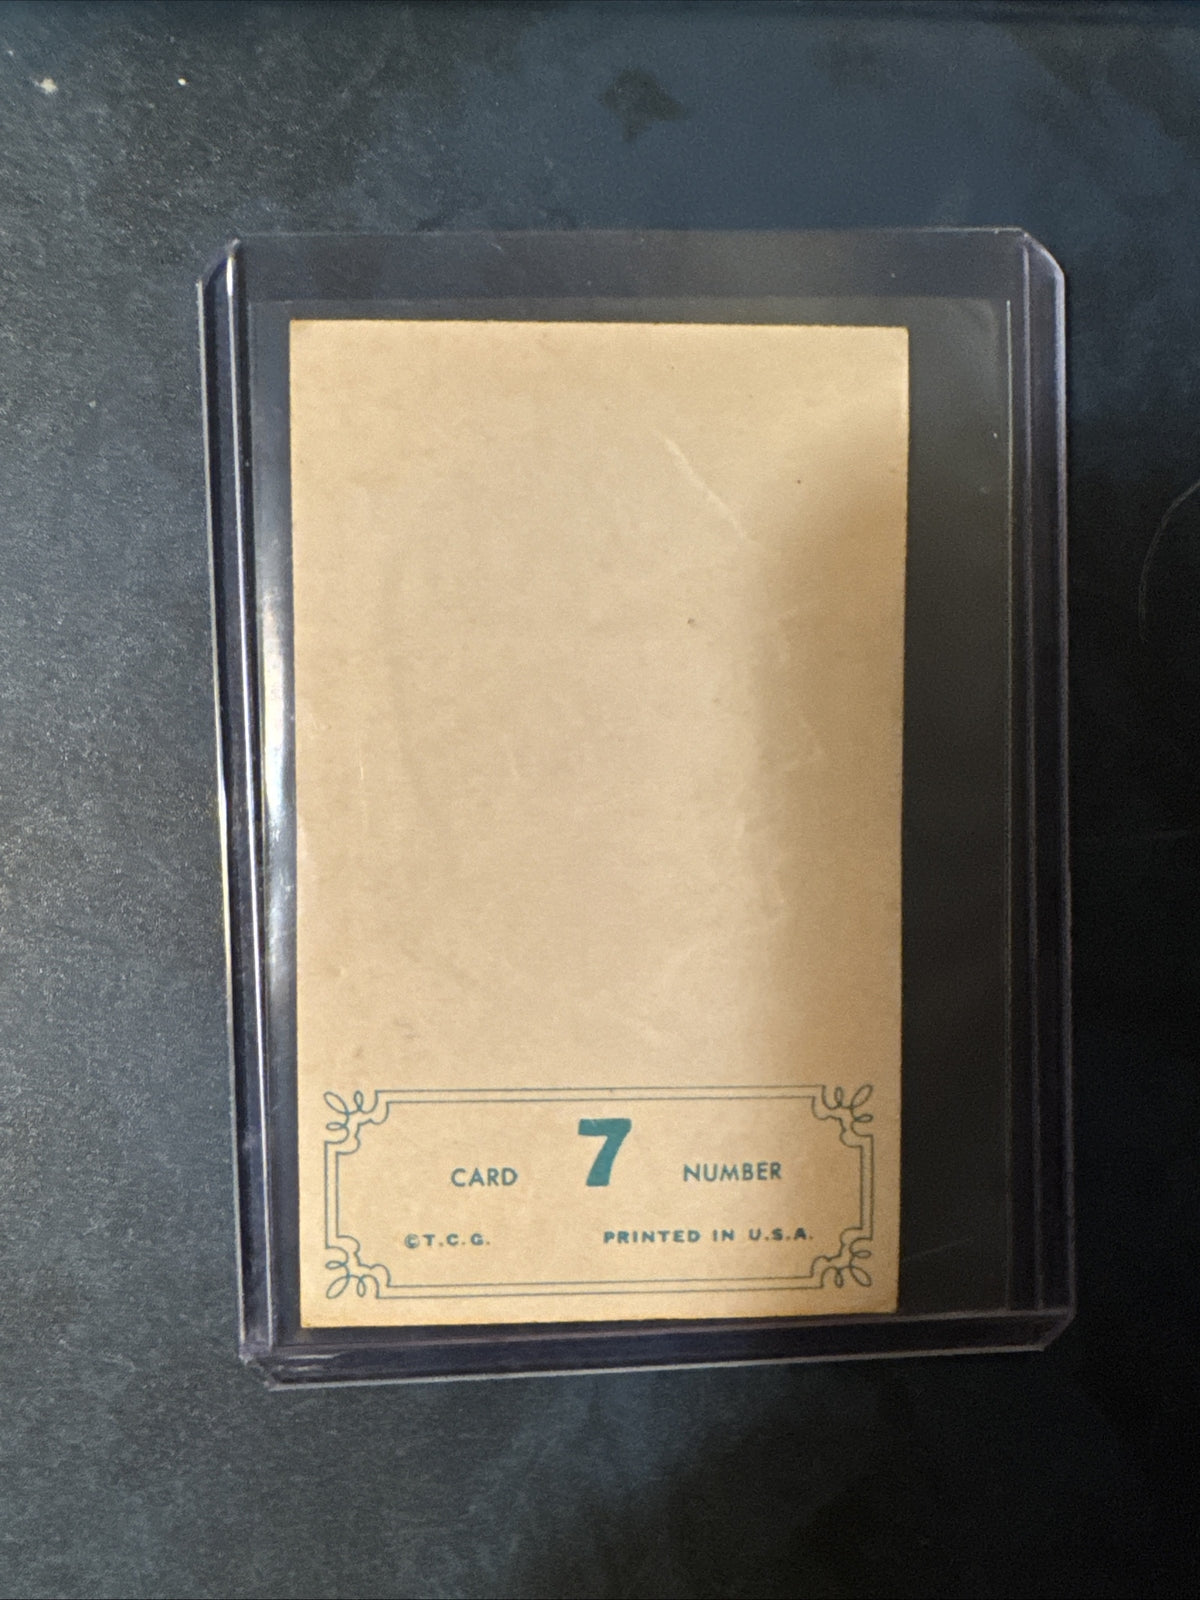 CARD 7 NUMBER
©T.C.G. PRINTED IN U.S.A.